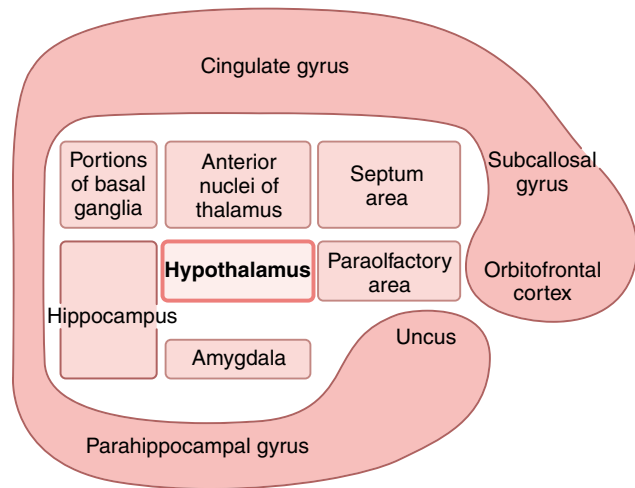 Cingulate gyrus
Portions
of basal
ganglia
Anterior
nuclei of
thalamus
Septum
area
Subcallosal
gyrus
Hypothalamus
Paraolfactory
area
Orbitofrontal
cortex
Hippocampus
Uncus
Amygdala
Parahippocampal gyrus